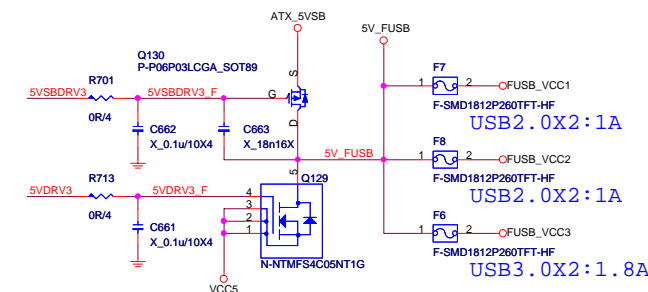 ATX_5VSB
5V_FUSB
Q130
P-P06P03LCGA_SOT89
F7
R701
S
1
2
FUSB_VCC1
5VSBDRV3
5VSBDRV3_F
G
F-SMD1812P260TFT-HF
0R/4
USB2.0X2:1A
D
C662
C663
F8
X_0.1u/10X4
X_18n16X
5V_FUSB
1
2
FUSB_VCC2
R713
5
Q129
F-SMD1812P260TFT-HF
5VDRV3
5VDRV3_F
4
USB2.0X2:1A
0R/4
3
F6
C661
2
X_0.1u/10X4
1
1
2
FUSB_VCC3
F-SMD1812P260TFT-HF
N-NTMFS4C05NT1G
USB3.0X2:1.8A
VCC5